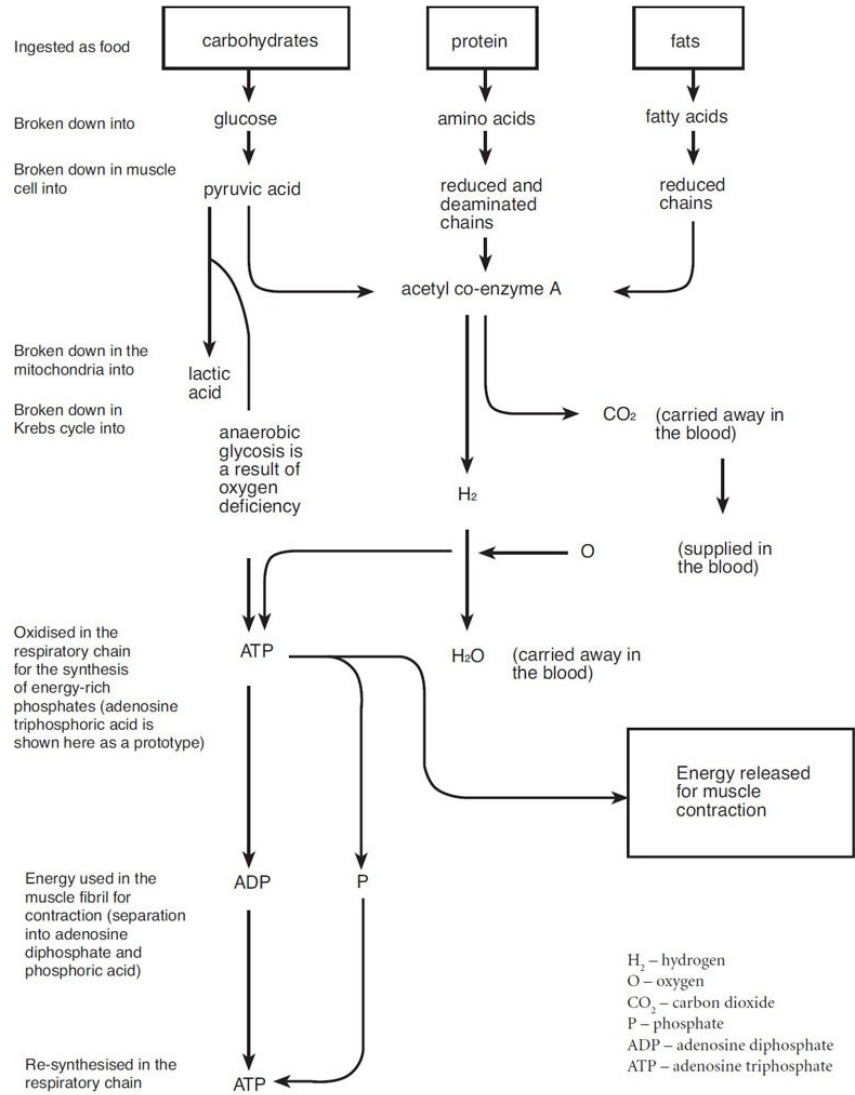 Ingested as food
carbohydrates
protein
fats
Broken down into
glucose
amino acids
fatty acids
Broken down in muscle
cell into
pyruvic acid
reduced and
deaminated
chains
reduced
chains
acetyl co-enzyme A
Broken down in the
mitochondria into
lactic
acid
Broken down in
Krebs cycle into
CO₂
(carried away in
the blood)
anaerobic
glycosis is
a result of
oxygen
deficiency
H₂
O
(supplied in
the blood)
Oxidised in the
respiratory chain
for the synthesis
of energy-rich
phosphates (adenosine
triphosphoric acid is
shown here as a prototype)
ATP
H₂O
(carried away in
the blood)
Energy released
for muscle
contraction
Energy used in the
muscle fibril for
contraction (separation
into adenosine
diphosphate and
phosphoric acid)
ADP
P
H₂ – hydrogen
O – oxygen
CO₂ – carbon dioxide
P – phosphate
ADP – adenosine diphosphate
ATP – adenosine triphosphate
Re-synthesised in the
respiratory chain
ATP